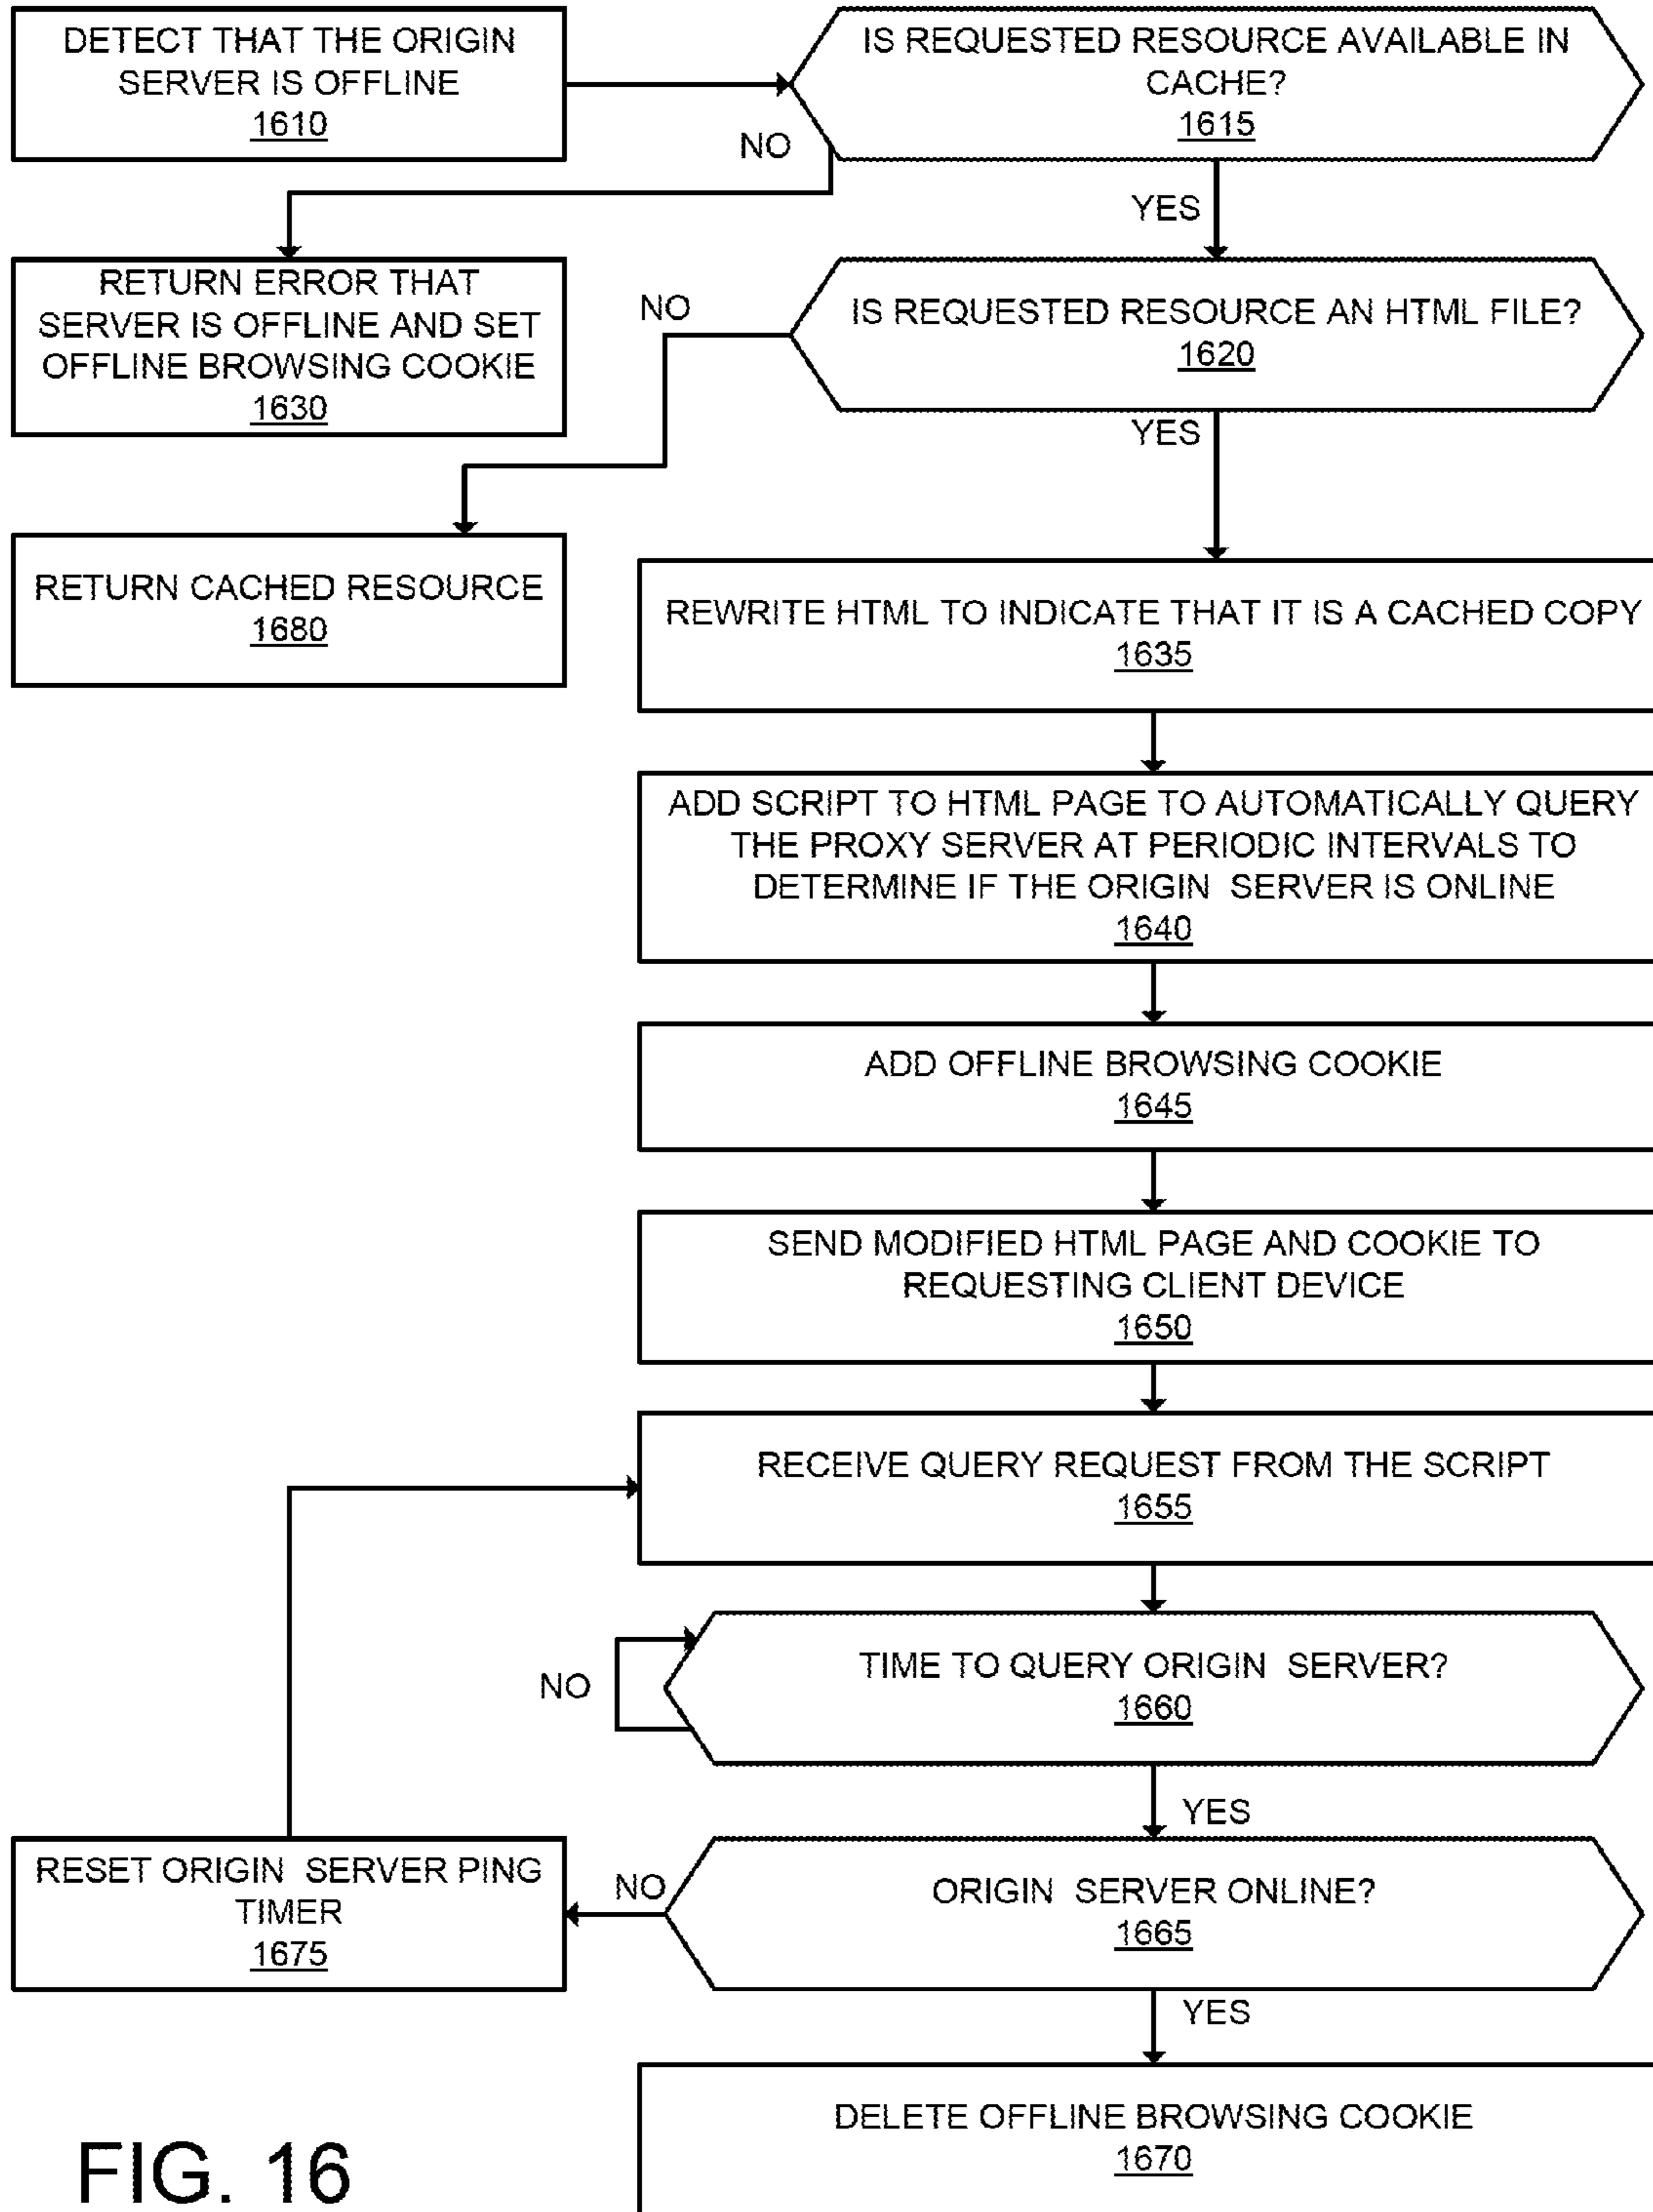 DETECT THAT THE ORIGIN
SERVER IS OFFLINE
1610
IS REQUESTED RESOURCE AVAILABLE IN
CACHE?
1615
NO
YES
RETURN ERROR THAT
SERVER IS OFFLINE AND SET
OFFLINE BROWSING COOKIE
1630
NO
IS REQUESTED RESOURCE AN HTML FILE?
1620
YES
RETURN CACHED RESOURCE
1680
REWRITE HTML TO INDICATE THAT IT IS A CACHED COPY
1635
ADD SCRIPT TO HTML PAGE TO AUTOMATICALLY QUERY
THE PROXY SERVER AT PERIODIC INTERVALS TO
DETERMINE IF THE ORIGIN SERVER IS ONLINE
1640
ADD OFFLINE BROWSING COOKIE
1645
SEND MODIFIED HTML PAGE AND COOKIE TO
REQUESTING CLIENT DEVICE
1650
RECEIVE QUERY REQUEST FROM THE SCRIPT
1655
TIME TO QUERY ORIGIN SERVER?
1660
NO
YES
RESET ORIGIN SERVER PING
TIMER
1675
NO
ORIGIN SERVER ONLINE?
1665
YES
DELETE OFFLINE BROWSING COOKIE
1670
FIG. 16